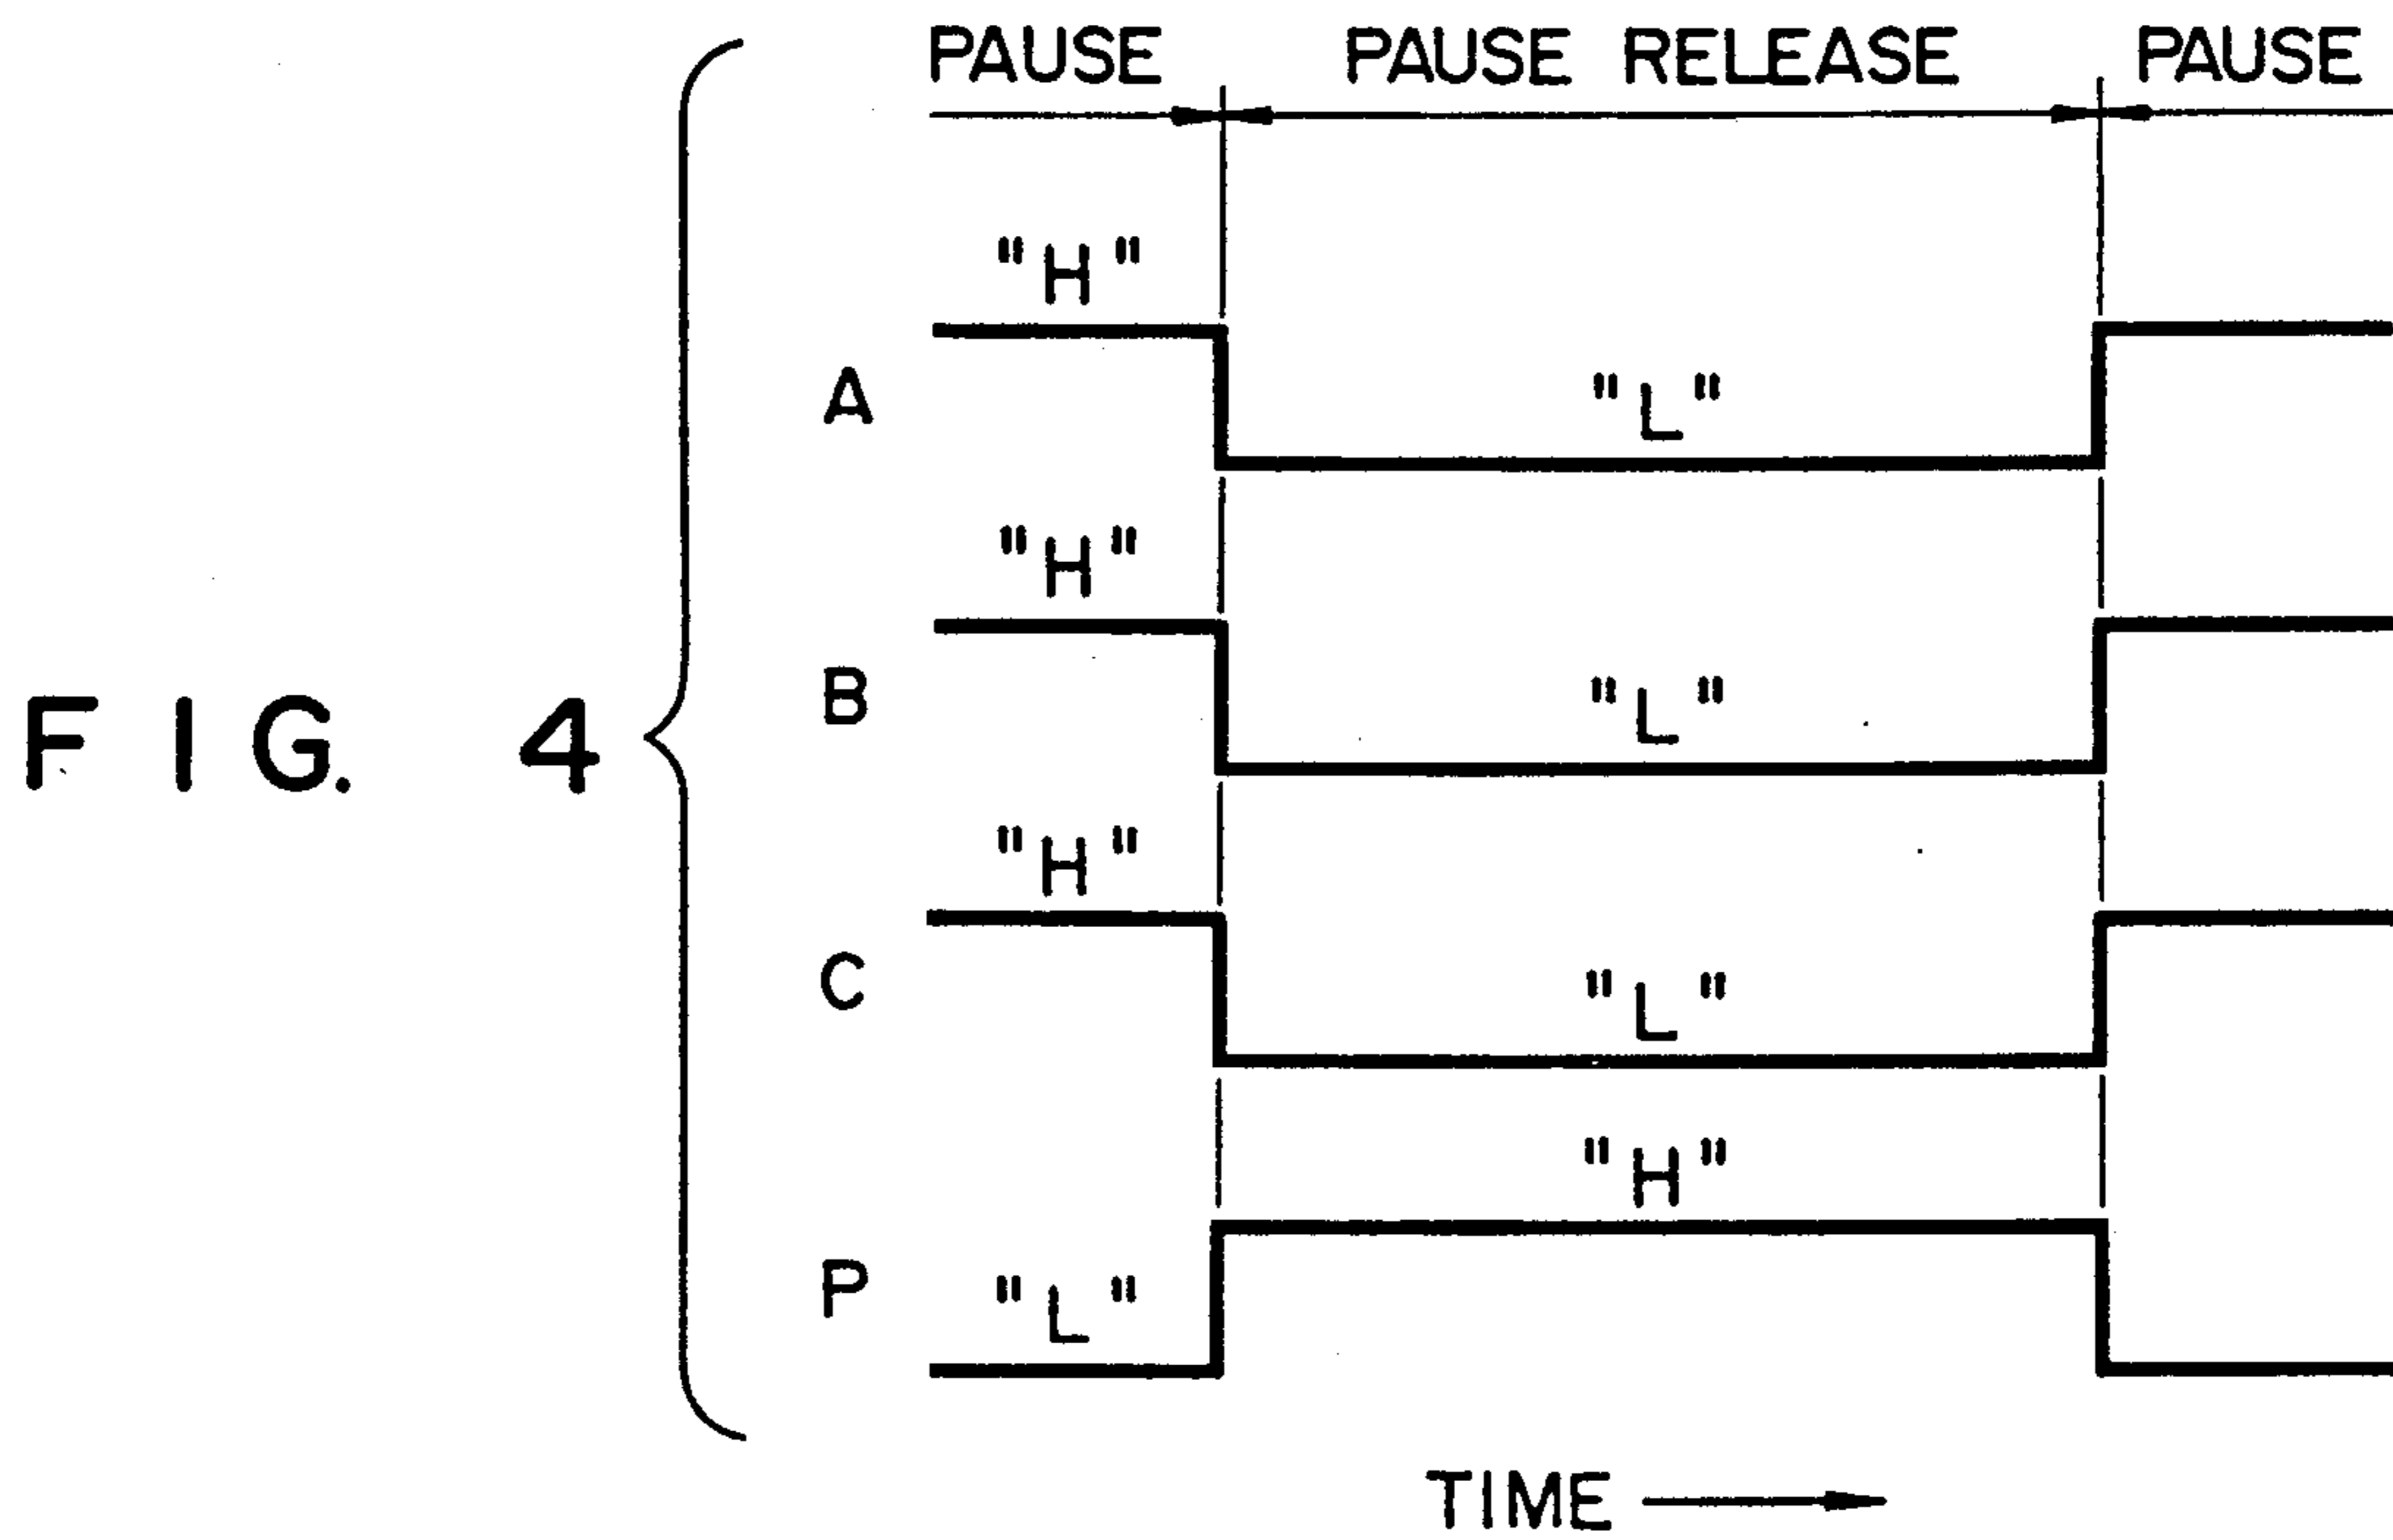 PAUSE PAUSE RELEASE PAUSE
"H"
A "L"
"H"
FIG. 4 B "L"
"H"
C "L"
"H"
P "L"
TIME